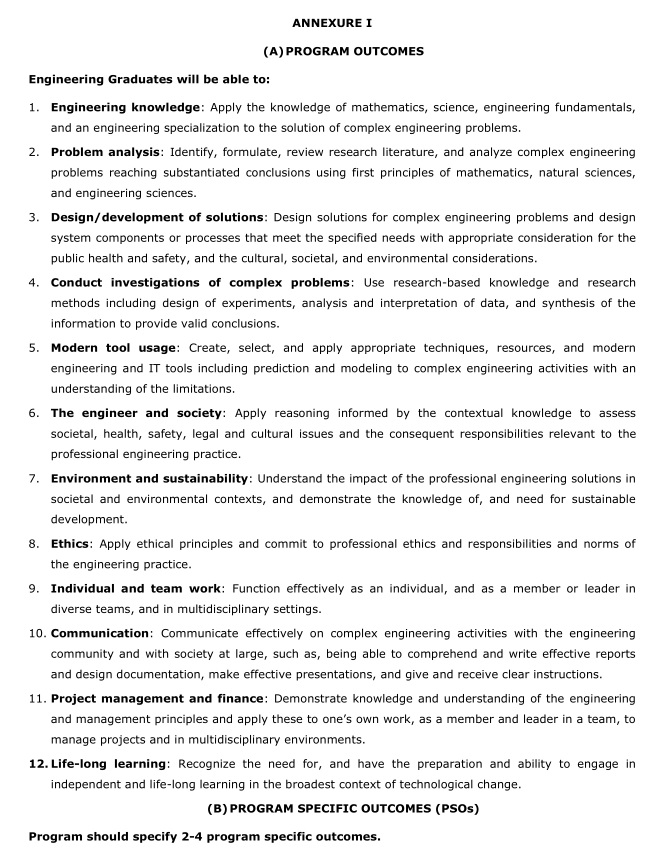 ANNEXURE I
(A) PROGRAM OUTCOMES
Engineering Graduates will be able to:
1. Engineering knowledge: Apply the knowledge of mathematics, science, engineering fundamentals,
and an engineering specialization to the solution of complex engineering problems.
2. Problem analysis: Identify, formulate, review research literature, and analyze complex engineering
problems reaching substantiated conclusions using first principles of mathematics, natural sciences,
and engineering sciences.
3. Design/development of solutions: Design solutions for complex engineering problems and design
system components or processes that meet the specified needs with appropriate consideration for the
public health and safety, and the cultural, societal, and environmental considerations.
4. Conduct investigations of complex problems: Use research-based knowledge and research
methods including design of experiments, analysis and interpretation of data, and synthesis of the
information to provide valid conclusions.
5. Modern tool usage: Create, select, and apply appropriate techniques, resources, and modern
engineering and IT tools including prediction and modeling to complex engineering activities with an
understanding of the limitations.
6. The engineer and society: Apply reasoning informed by the contextual knowledge to assess
societal, health, safety, legal and cultural issues and the consequent responsibilities relevant to the
professional engineering practice.
7. Environment and sustainability: Understand the impact of the professional engineering solutions in
societal and environmental contexts, and demonstrate the knowledge of, and need for sustainable
development.
8. Ethics: Apply ethical principles and commit to professional ethics and responsibilities and norms of
the engineering practice.
9. Individual and team work: Function effectively as an individual, and as a member or leader in
diverse teams, and in multidisciplinary settings.
10. Communication: Communicate effectively on complex engineering activities with the engineering
community and with society at large, such as, being able to comprehend and write effective reports
and design documentation, make effective presentations, and give and receive clear instructions.
11. Project management and finance: Demonstrate knowledge and understanding of the engineering
and management principles and apply these to one’s own work, as a member and leader in a team, to
manage projects and in multidisciplinary environments.
12. Life-long learning: Recognize the need for, and have the preparation and ability to engage in
independent and life-long learning in the broadest context of technological change.
(B) PROGRAM SPECIFIC OUTCOMES (PSOs)
Program should specify 2-4 program specific outcomes.